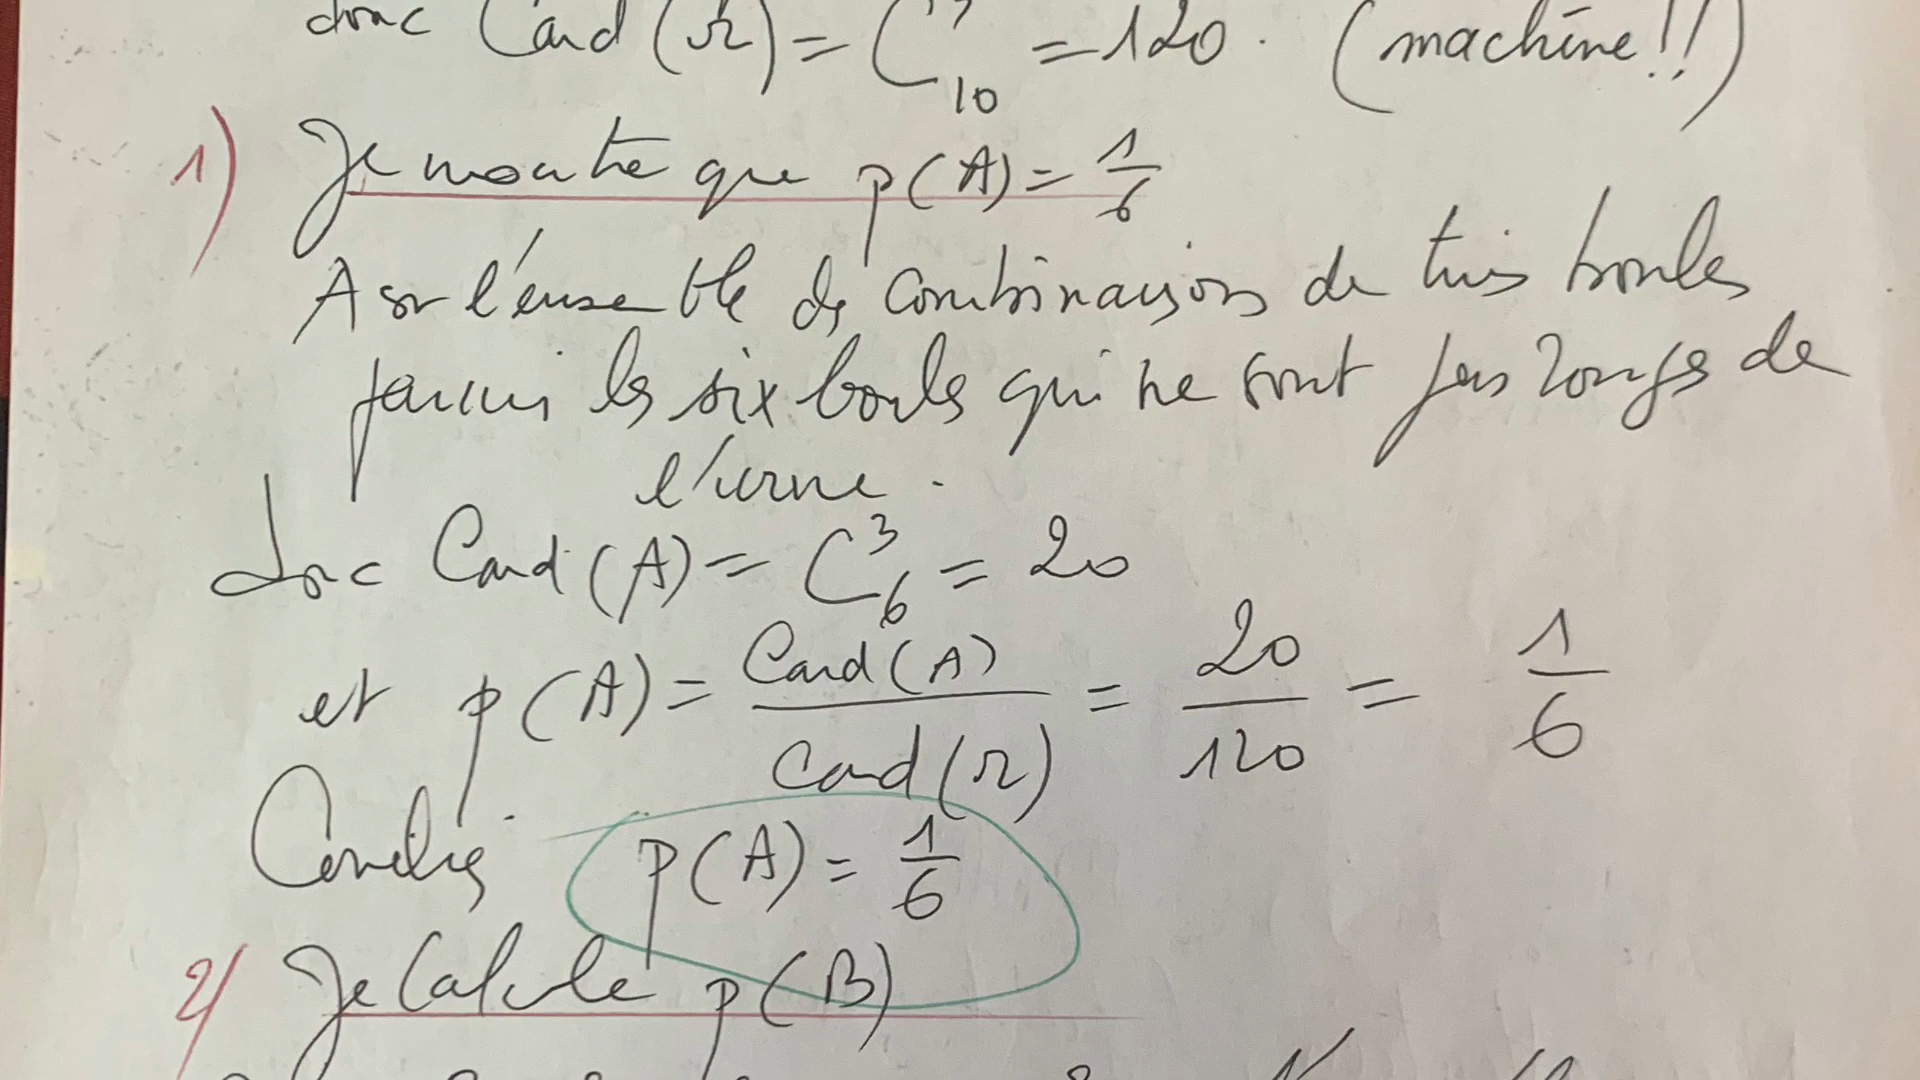 donc Card(Ω) = C³₁₀ = 120. (machine!!)
1) Je montre que p(A) = 1/6
A est l'ensemble des combinaisons de trois boules
parmi les six boules qui ne sont pas rouges de
l'urne.
donc Card(A) = C³₆ = 20
et p(A) = Card(A)/Card(Ω) = 20/120 = 1/6
p(A) = 1/6
2/ Je Calcule p(B)